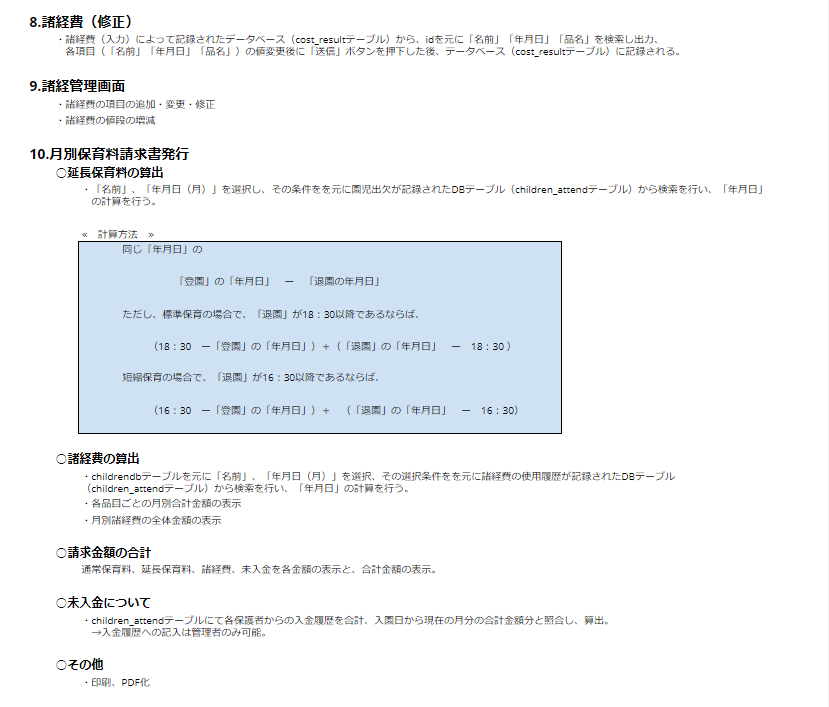 8.諸経費（修正）
・諸経費（入力）によって記録されたデータベース（cost_resultテーブル）から、idを元に「名前」「年月日」「品名」を検索し出力、
各項目（「名前」「年月日」「品名」）の値変更後に「送信」ボタンを押下した後、データベース（cost_resultテーブル）に記録される。
9.諸経管理画面
・諸経費の項目の追加・変更・修正
・諸経費の値段の増減
10.月別保育料請求書発行
○延長保育料の算出
・「名前」、「年月日（月）」を選択し、その条件をを元に園児出欠が記録されたDBテーブル（children_attendテーブル）から検索を行い、「年月日」
の計算を行う。
≪　計算方法　≫
同じ「年月日」の
「登園」の「年月日」　ー　「退園の年月日」
ただし、標準保育の場合で、「退園」が18：30以降であるならば、
（18：30　ー「登園」の「年月日」）＋（「退園」の「年月日」　ー　18：30 ）
短縮保育の場合で、「退園」が16：30以降であるならば、
（16：30　ー「登園」の「年月日」）＋　（「退園」の「年月日」　ー　16：30）
○諸経費の算出
・childrendbテーブルを元に「名前」、「年月日（月）」を選択、その選択条件をを元に諸経費の使用履歴が記録されたDBテーブル
（children_attendテーブル）から検索を行い、「年月日」の計算を行う。
・各品目ごとの月別合計金額の表示
・月別諸経費の全体金額の表示
○請求金額の合計
通常保育料、延長保育料、諸経費、未入金を各金額の表示と、合計金額の表示。
○未入金について
・children_attendテーブルにて各保護者からの入金履歴を合計、入園日から現在の月分の合計金額分と照合し、算出。
→入金履歴への記入は管理者のみ可能。
○その他
・印刷、PDF化